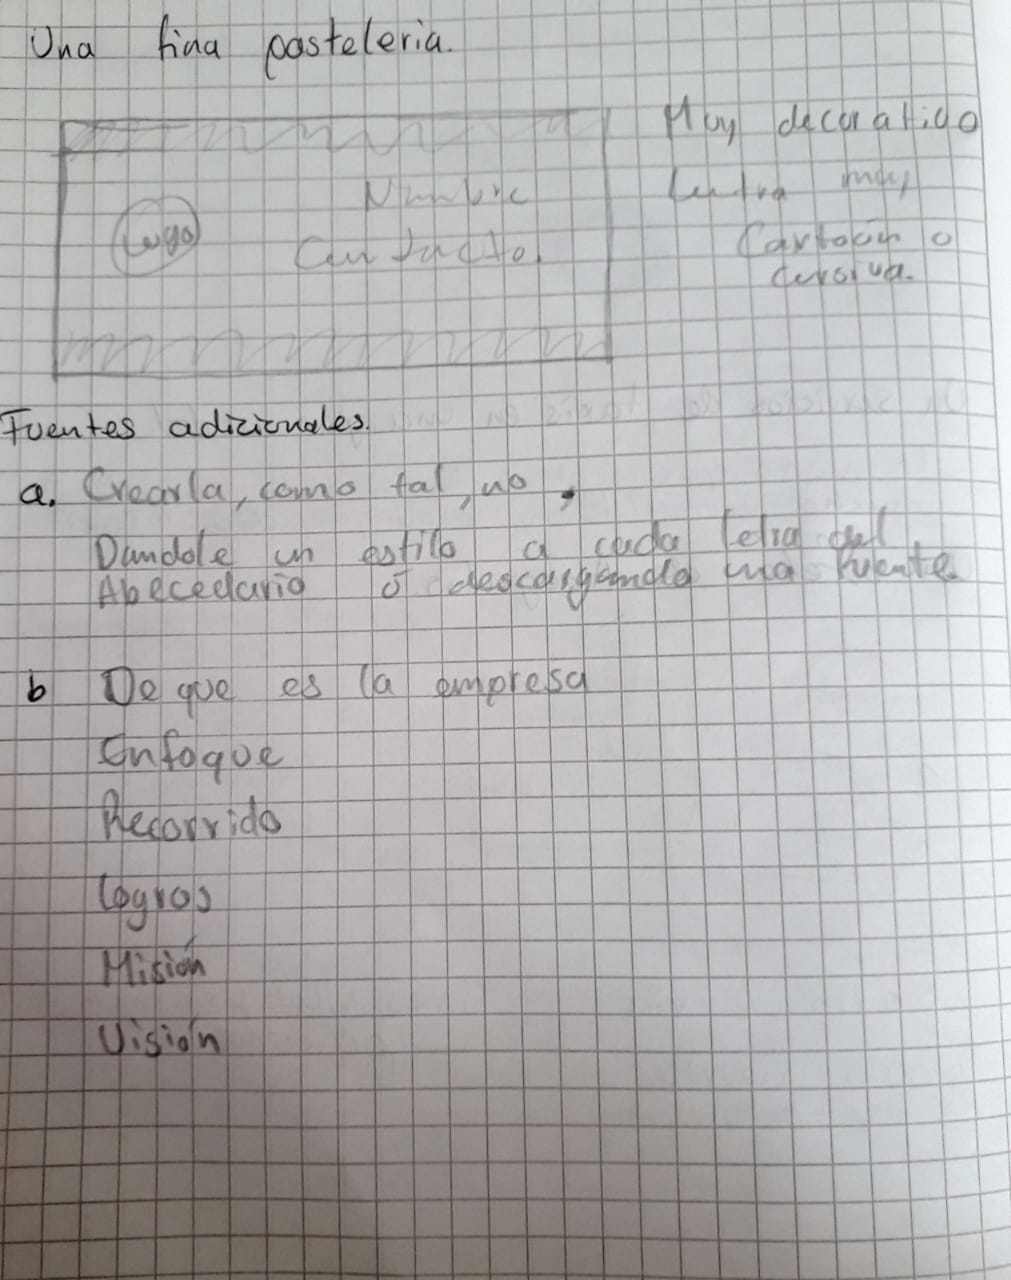 Una fina pasteleria.
Muy decorativo
Nombre
Letra muy
Logo
Contacto
Cartoon o
cursiva.
Fuentes adicionales.
a. Crearla, como tal, no,
Dandole un estilo a cada letra del
Abecedario o descargando una fuente
b De que es la empresa
Enfoque
Recorrido
Logros
Misión
Visión